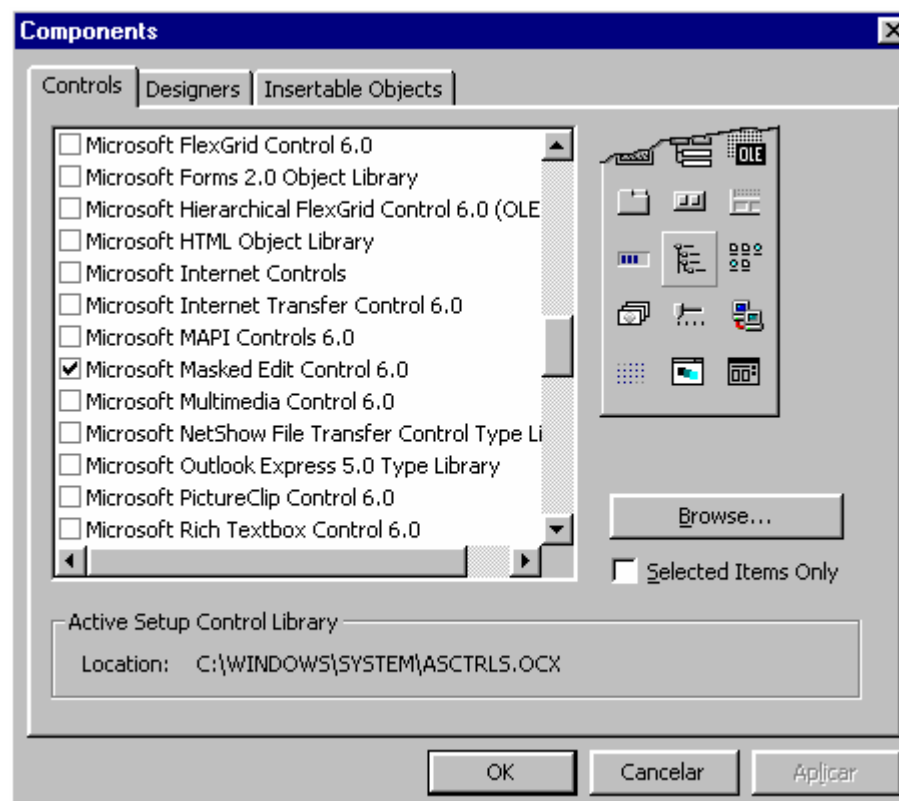 Components
Controls Designers Insertable Objects
Microsoft FlexGrid Control 6.0
Microsoft Forms 2.0 Object Library
Microsoft Hierarchical FlexGrid Control 6.0 (OLE
Microsoft HTML Object Library
Microsoft Internet Controls
Microsoft Internet Transfer Control 6.0
Microsoft MAPI Controls 6.0
Microsoft Masked Edit Control 6.0
Microsoft Multimedia Control 6.0
Microsoft NetShow File Transfer Control Type Li
Microsoft Outlook Express 5.0 Type Library
Microsoft PictureClip Control 6.0
Microsoft Rich Textbox Control 6.0
OLE
Browse...
Selected Items Only
Active Setup Control Library
Location: C:\WINDOWS\SYSTEM\ASCTRLS.OCX
OK Cancelar Aplicar